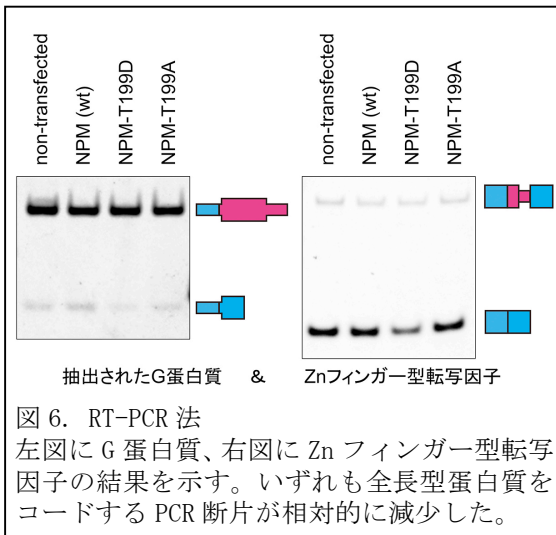 non-transfected
NPM (wt)
NPM-T199D
NPM-T199A
non-transfected
NPM (wt)
NPM-T199D
NPM-T199A
抽出されたG蛋白質 & Znフィンガー型転写因子
図 6. RT-PCR 法
左図に G 蛋白質、右図に Zn フィンガー型転写
因子の結果を示す。いずれも全長型蛋白質を
コードする PCR 断片が相対的に減少した。